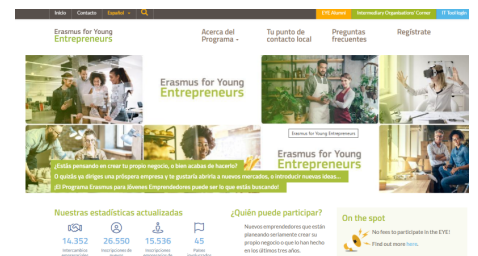 Inicio Contacto Español EYE Alumni Intermediary Organisations' Corner IT Tool login
Erasmus for Young
Entrepreneurs
Acerca del
Programa
Tu punto de
contacto local
Preguntas
frecuentes
Regístrate
Erasmus for Young
Entrepreneurs
Erasmus for Young Entrepreneurs
Erasmus for Young
Entrepreneurs
¿Estás pensando en crear tu propio negocio, o bien acabas de hacerlo?
O quizás ya diriges una próspera empresa y te gustaría abrirla a nuevos mercados, o introducir nuevas ideas...
¡El Programa Erasmus para Jóvenes Emprendedores puede ser lo que estás buscando!
Nuestras estadísticas actualizadas
14.352
Intercambios
26.550
Inscripciones de
15.536
Inscripciones
45
Países
¿Quién puede participar?
Nuevos emprendedores que están
planeando seriamente crear su
propio negocio o que lo han hecho
en los últimos tres años.
On the spot
No fees to participate in the EYE!
Find out more here.